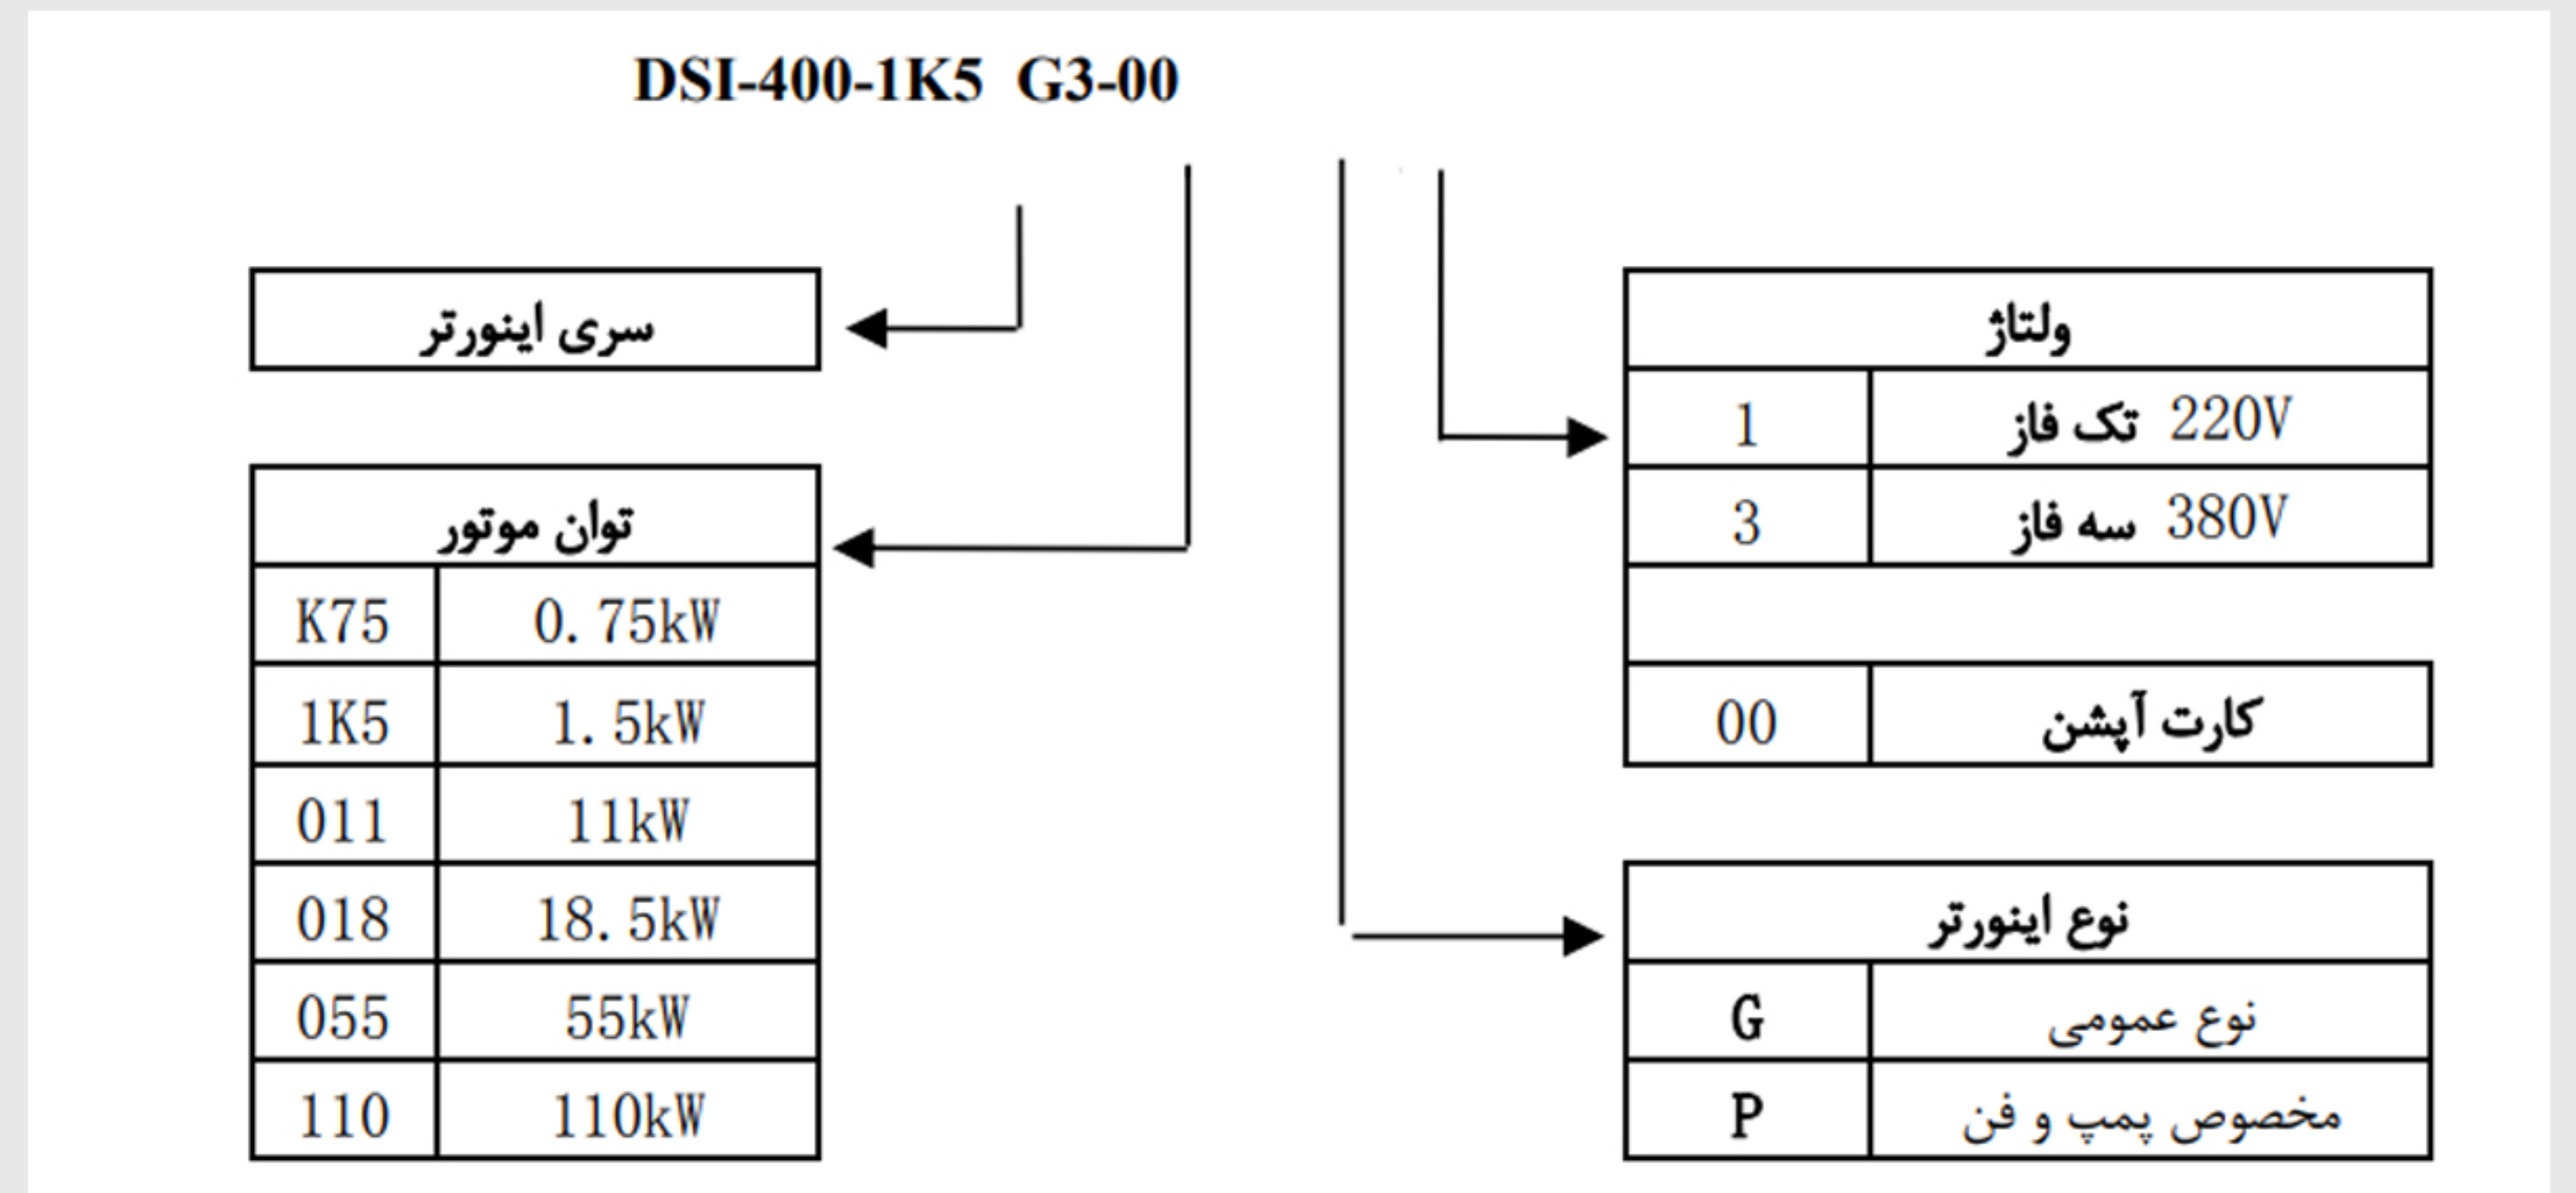 DSI-400-1K5 G3-00
سری اینورتر
توان موتور
K75 0.75kW
1K5 1.5kW
011 11kW
018 18.5kW
055 55kW
110 110kW
ولتاژ
1 220V تک فاز
3 380V سه فاز
00 کارت آپشن
نوع اینورتر
G نوع عمومی
P مخصوص پمپ و فن